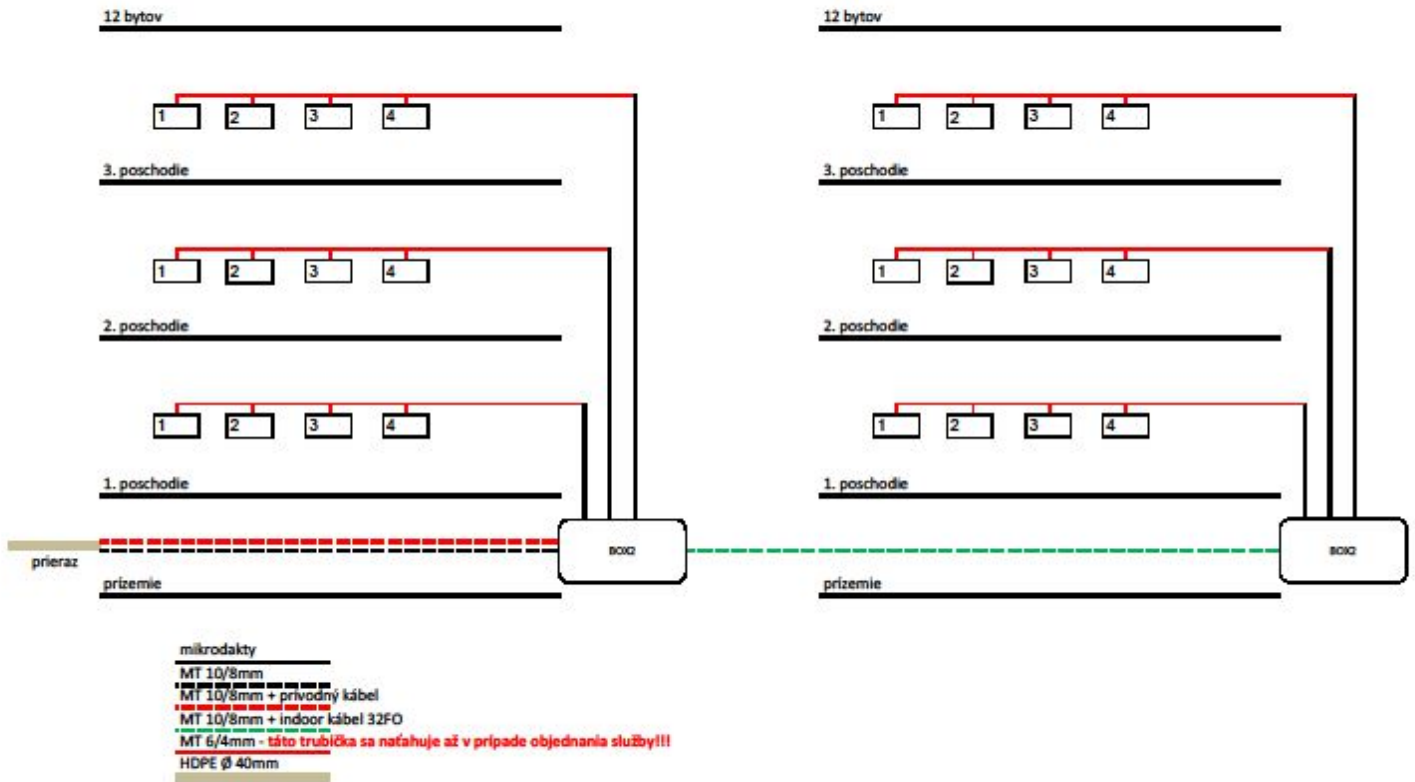 12 bytov 12 bytov
1 2 3 4 1 2 3 4
3. poschodie 3. poschodie
1 2 3 4 1 2 3 4
2. poschodie 2. poschodie
1 2 3 4 1 2 3 4
1. poschodie 1. poschodie
BOX2 BOX2
prieraz
prízemie prízemie
mikrodakty
MT 10/8mm
MT 10/8mm + prívodný kábel
MT 10/8mm + indoor kábel 32FO
MT 6/4mm - táto trubička sa naťahuje až v prípade objednania služby!!!
HDPE Ø 40mm